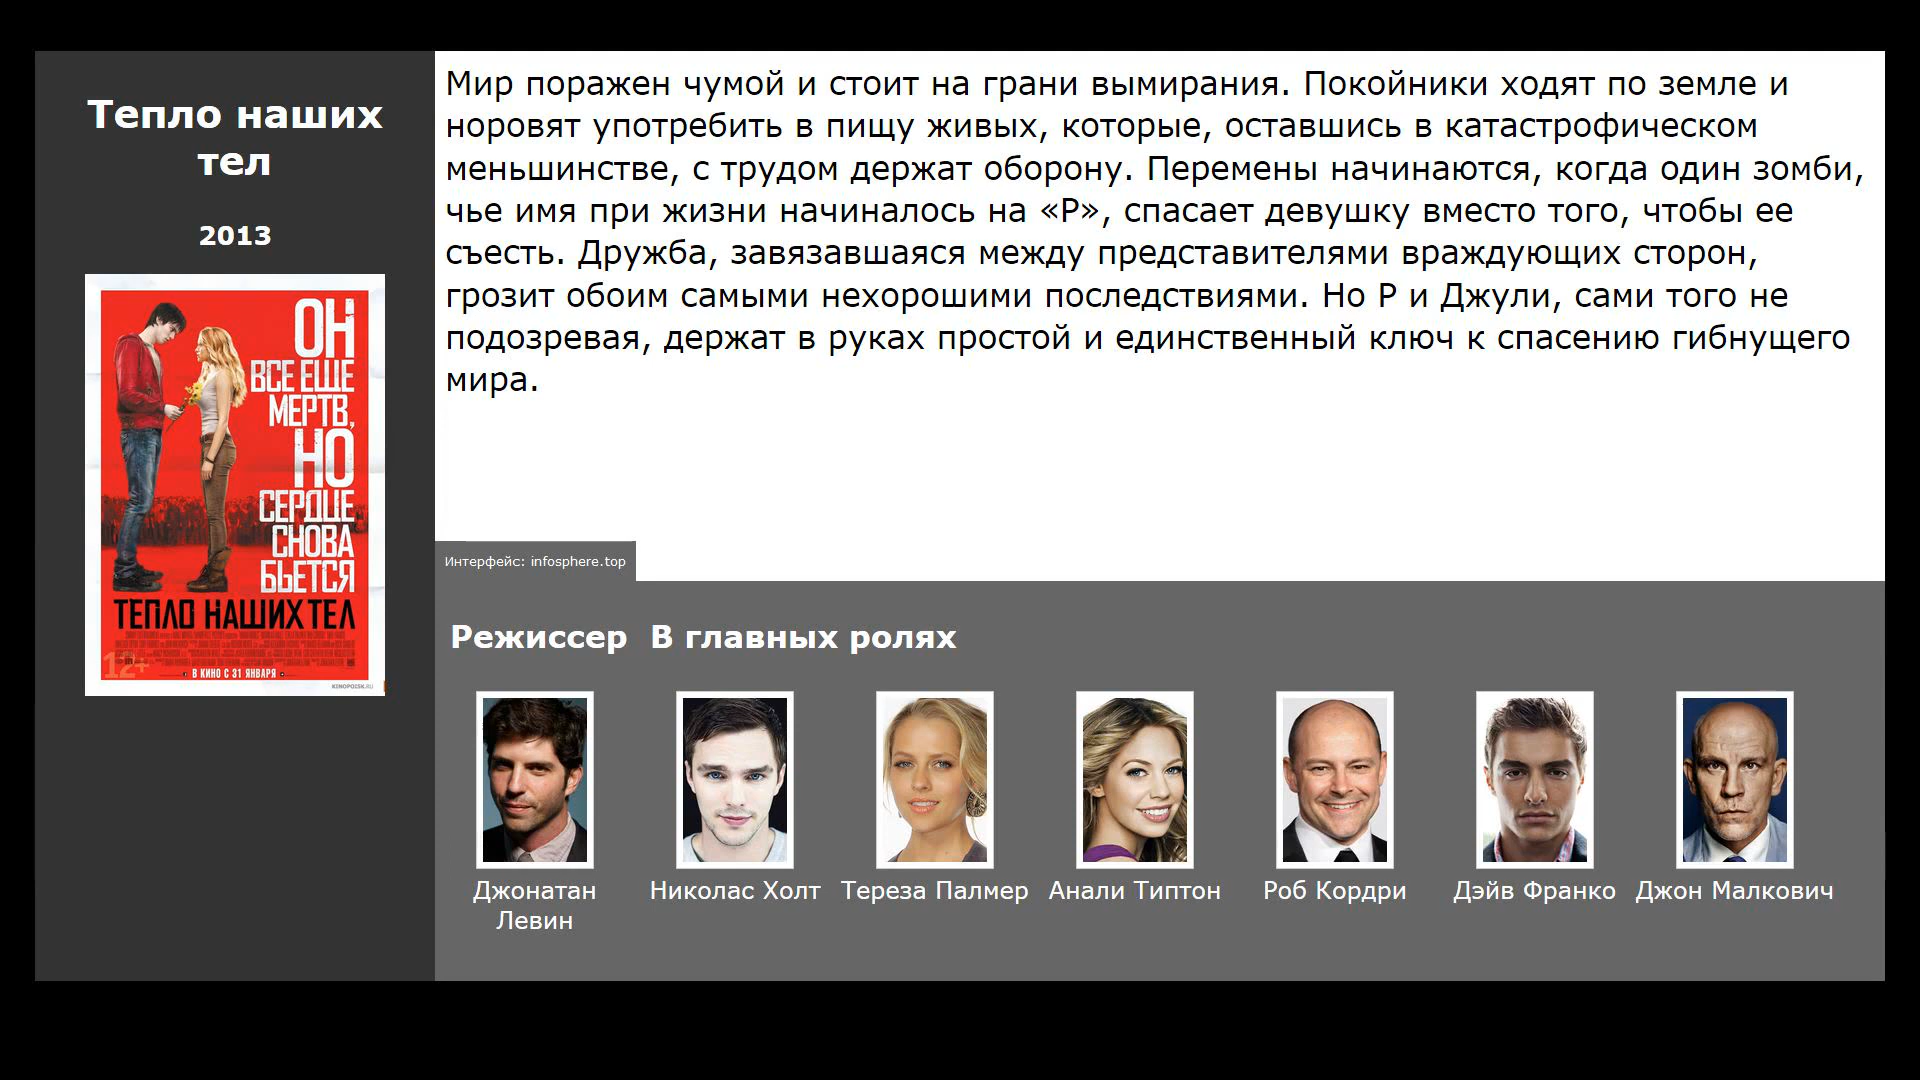 Тепло наших
тел
2013
ОН
ВСЕ ЕЩЕ
МЕРТВ,
НО
СЕРДЦЕ
СНОВА
БЬЕТСЯ
ТЕПЛО НАШИХ ТЕЛ
12+
В КИНО С 31 ЯНВАРЯ
KINOPOISK.RU
Мир поражен чумой и стоит на грани вымирания. Покойники ходят по земле и
норовят употребить в пищу живых, которые, оставшись в катастрофическом
меньшинстве, с трудом держат оборону. Перемены начинаются, когда один зомби,
чье имя при жизни начиналось на «Р», спасает девушку вместо того, чтобы ее
съесть. Дружба, завязавшаяся между представителями враждующих сторон,
грозит обоим самыми нехорошими последствиями. Но Р и Джули, сами того не
подозревая, держат в руках простой и единственный ключ к спасению гибнущего
мира.
Интерфейс: infosphere.top
Режиссер В главных ролях
Джонатан
Левин
Николас Холт
Тереза Палмер
Анали Типтон
Роб Кордри
Дэйв Франко
Джон Малкович